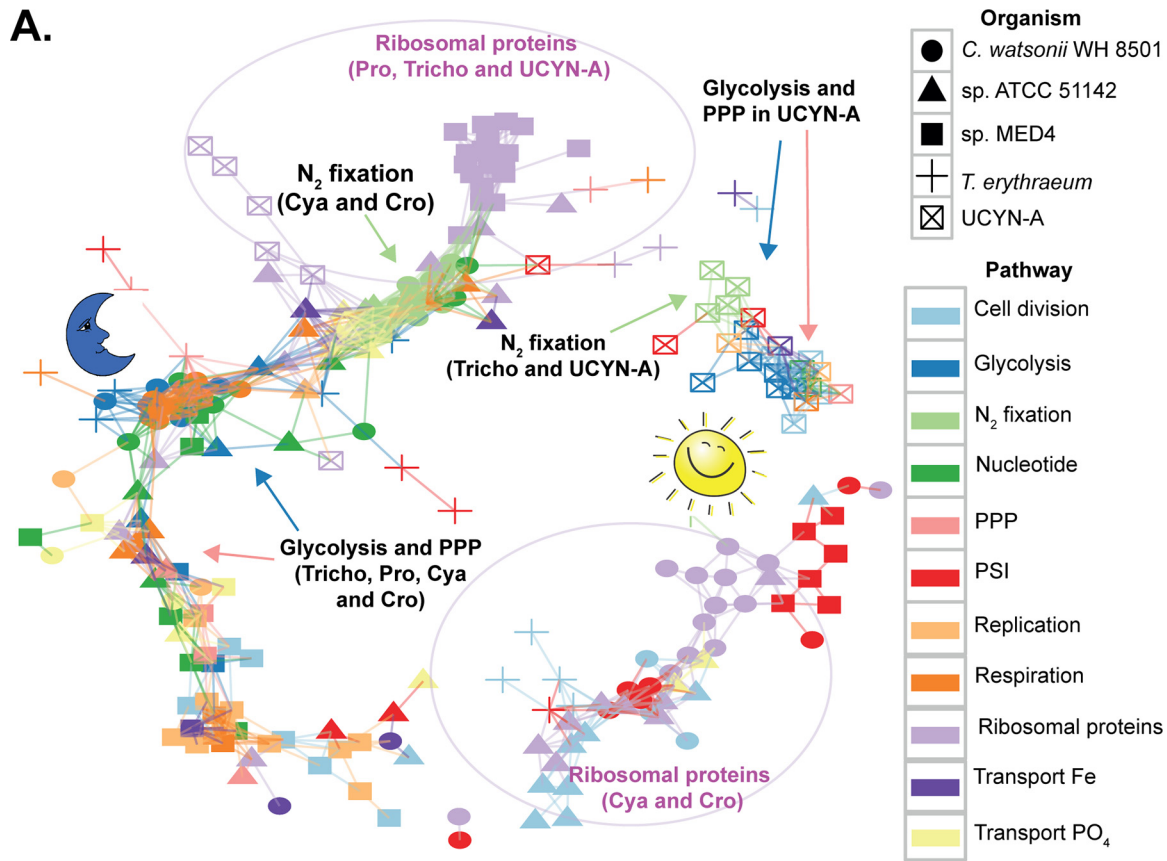 A.
Ribosomal proteins
(Pro, Tricho and UCYN-A)
N2 fixation
(Cya and Cro)
Glycolysis and
PPP in UCYN-A
N2 fixation
(Tricho and UCYN-A)
Glycolysis and PPP
(Tricho, Pro, Cya
and Cro)
Ribosomal proteins
(Cya and Cro)
Organism
C. watsonii WH 8501
sp. ATCC 51142
sp. MED4
T. erythraeum
UCYN-A
Pathway
Cell division
Glycolysis
N2 fixation
Nucleotide
PPP
PSI
Replication
Respiration
Ribosomal proteins
Transport Fe
Transport PO4